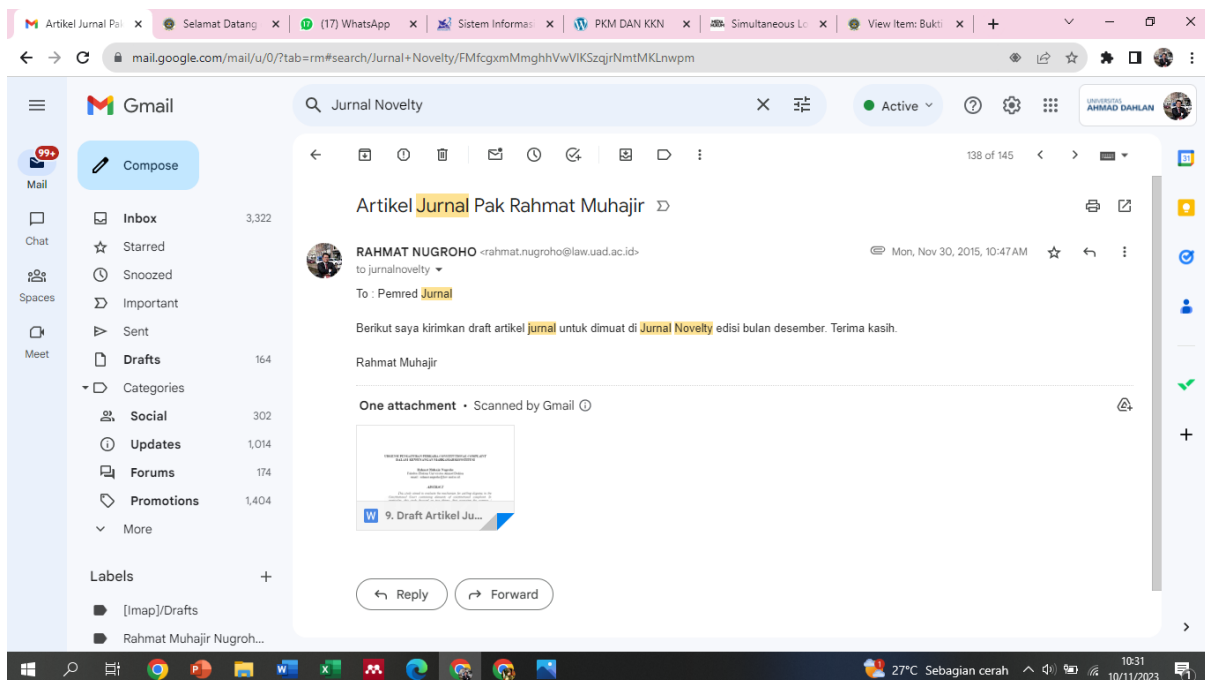 Artikel Jurnal Pa
Selamat Datang
(17) WhatsApp
Sistem Informas
PKM DAN KKN
Simultaneous Lo
View Item: Bukti
mail.google.com/mail/u/0/?tab=rm#search/Jurnal+Novelty/FMfcgxmMmghhVwVlKSzqjrNmtMKLnwpm
Gmail
Jurnal Novelty
Active
UNIVERSITAS
AHMAD DAHLAN
99+
Mail
Chat
Spaces
Meet
Compose
Inbox 3,322
Starred
Snoozed
Important
Sent
Drafts 164
Categories
Social 302
Updates 1,014
Forums 174
Promotions 1,404
More
Labels
[Imap]/Drafts
Rahmat Muhajir Nugroh...
138 of 145
31
Artikel Jurnal Pak Rahmat Muhajir
RAHMAT NUGROHO <rahmat.nugroho@law.uad.ac.id>
Mon, Nov 30, 2015, 10:47 AM
to jurnalnovelty
To : Pemred Jurnal
Berikut saya kirimkan draft artikel jurnal untuk dimuat di Jurnal Novelty edisi bulan desember. Terima kasih.
Rahmat Muhajir
One attachment • Scanned by Gmail
ABSTRACT
W 9. Draft Artikel Ju...
Reply
Forward
27°C Sebagian cerah
10:31
10/11/2023